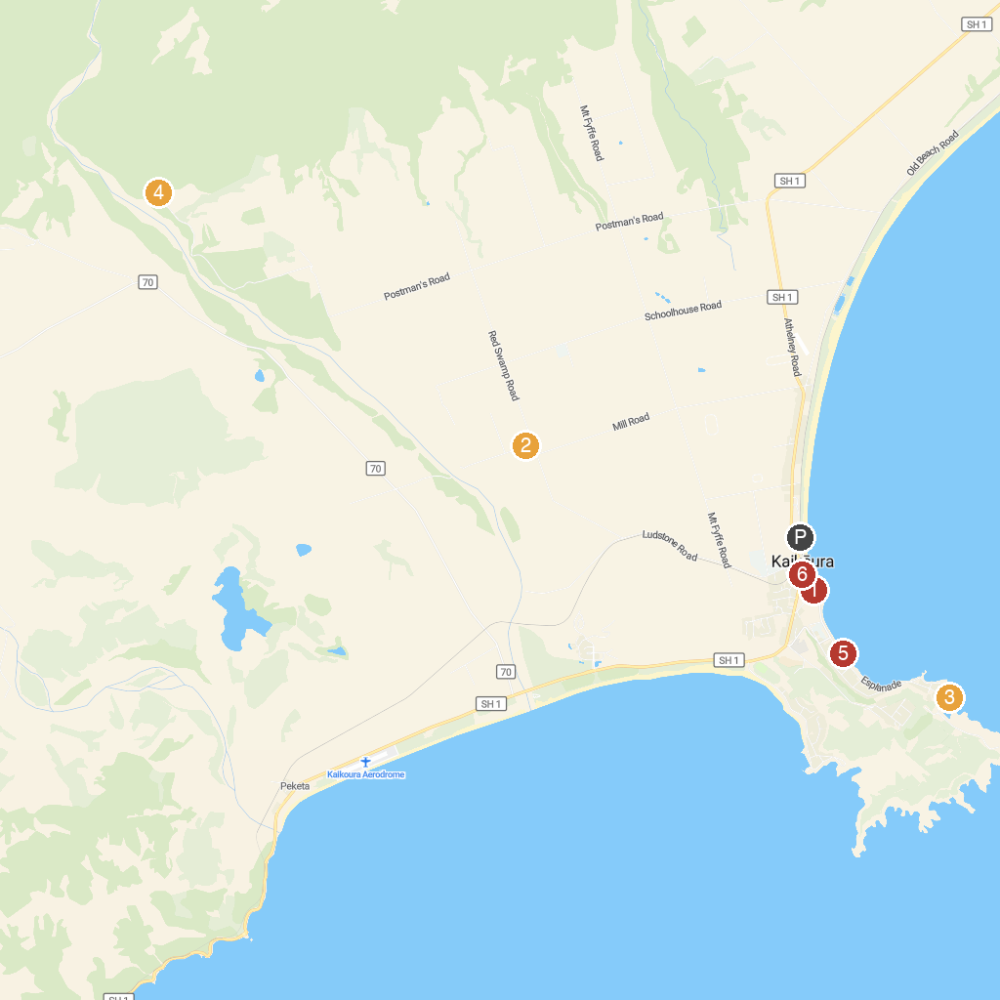 SH 1
Mt Fyffe Road
Old Beach Road
SH 1
4
Postman's Road
70
Postman's Road
SH 1
Schoolhouse Road
Athelney Road
Red Swamp Road
Mill Road
2
70
Mt Fyffe Road
P
Ludstone Road
Kaikōura
6
1
5
SH 1
70
Esplanade
3
SH 1
Kaikoura Aerodrome
Peketa
SH 1